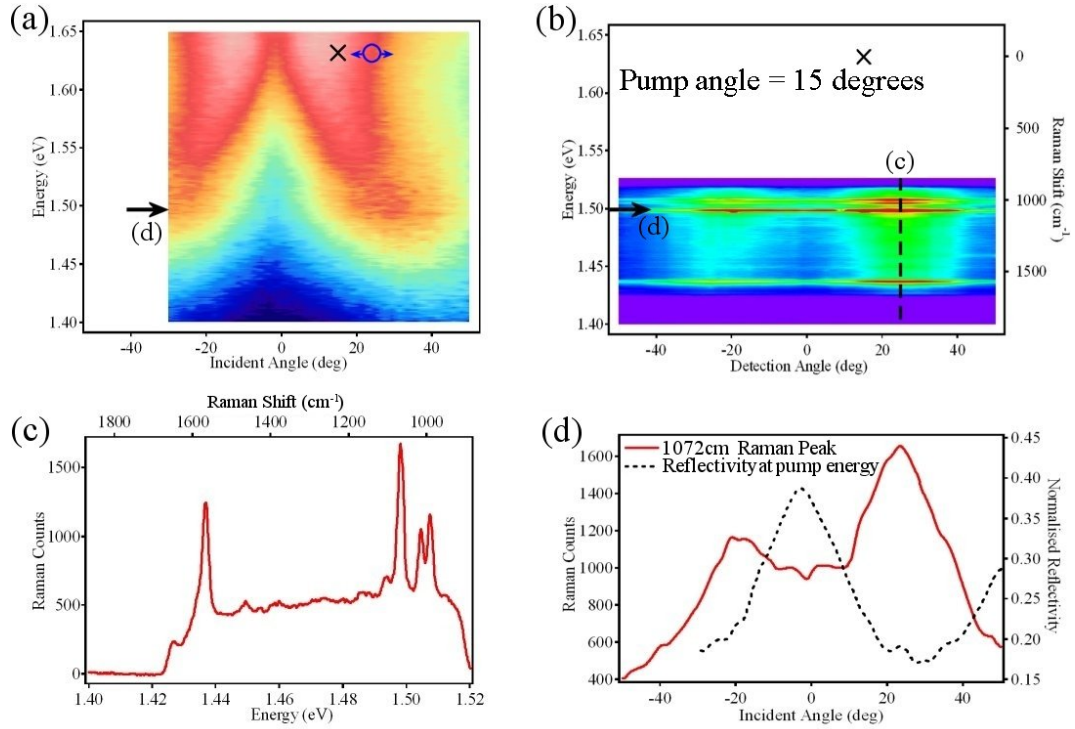 (a)
1.65
1.60
1.55
1.50
1.45
1.40
Energy (eV)
(d)
-40
-20
0
20
40
Incident Angle (deg)
(b)
1.65
1.60
1.55
1.50
1.45
1.40
Energy (eV)
Pump angle = 15 degrees
(c)
(d)
0
500
1000
1500
Raman Shift (cm⁻¹)
-40
-20
0
20
40
Detection Angle (deg)
(c)
Raman Shift (cm⁻¹)
1800
1600
1400
1200
1000
1500
1000
500
0
Raman Counts
1.40
1.42
1.44
1.46
1.48
1.50
1.52
Energy (eV)
(d)
1072cm Raman Peak
Reflectivity at pump energy
1600
1400
1200
1000
800
600
400
Raman Counts
0.45
0.40
0.35
0.30
0.25
0.20
0.15
Normalised Reflectivity
-40
-20
0
20
40
Incident Angle (deg)